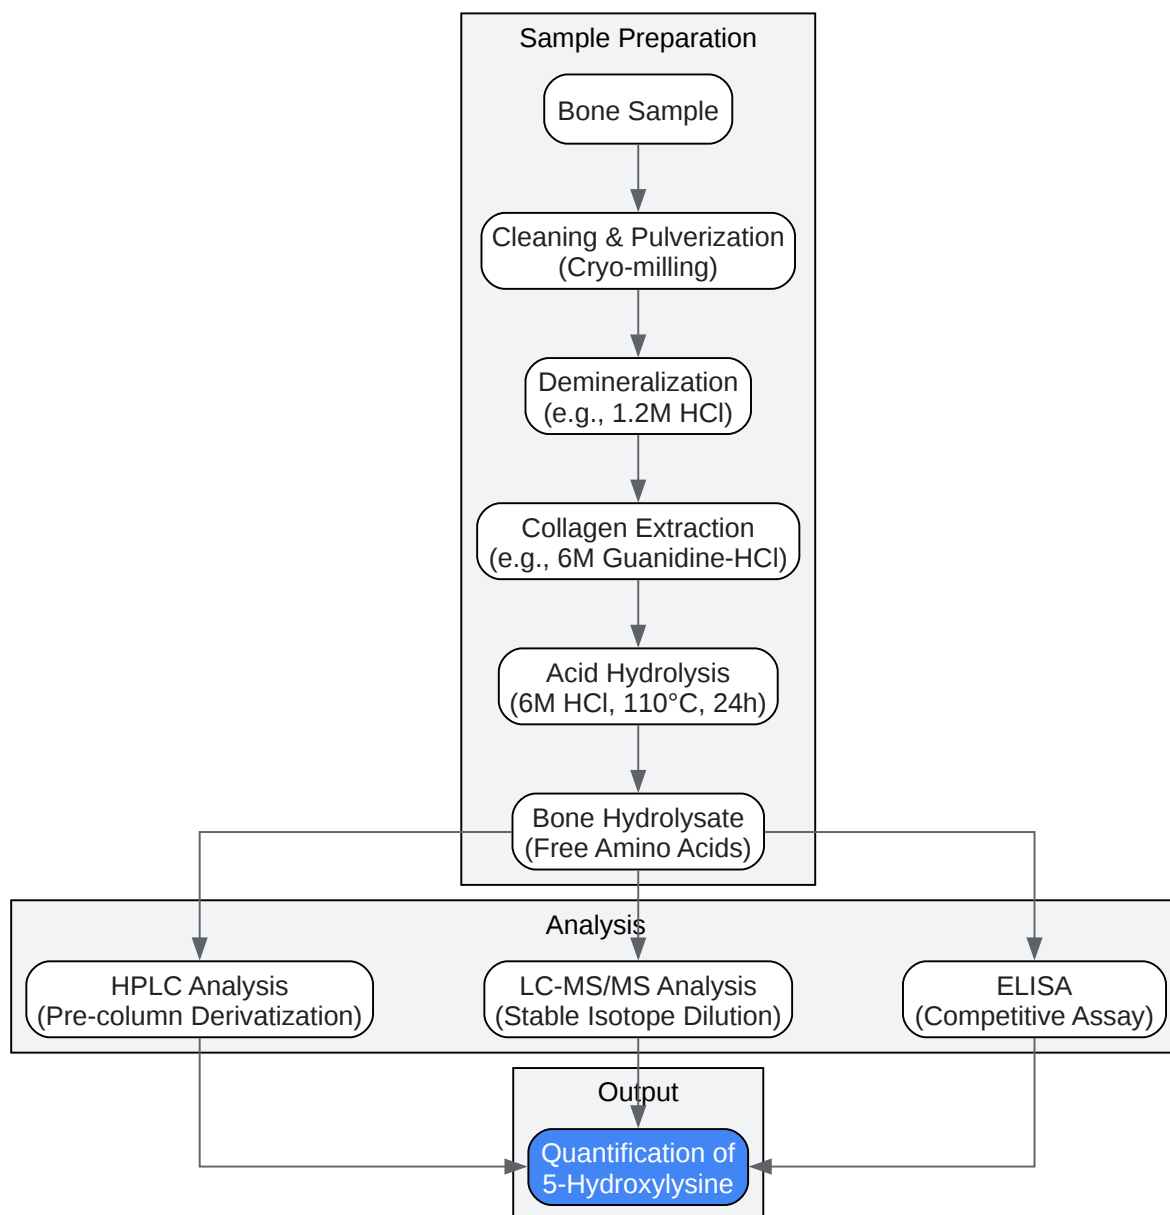 Sample Preparation
Bone Sample
Cleaning & Pulverization
(Cryo-milling)
Demineralization
(e.g., 1.2M HCl)
Collagen Extraction
(e.g., 6M Guanidine-HCl)
Acid Hydrolysis
(6M HCl, 110°C, 24h)
Bone Hydrolysate
(Free Amino Acids)
Analysis
HPLC Analysis
(Pre-column Derivatization)
LC-MS/MS Analysis
(Stable Isotope Dilution)
ELISA
(Competitive Assay)
Output
Quantification of
5-Hydroxylysine